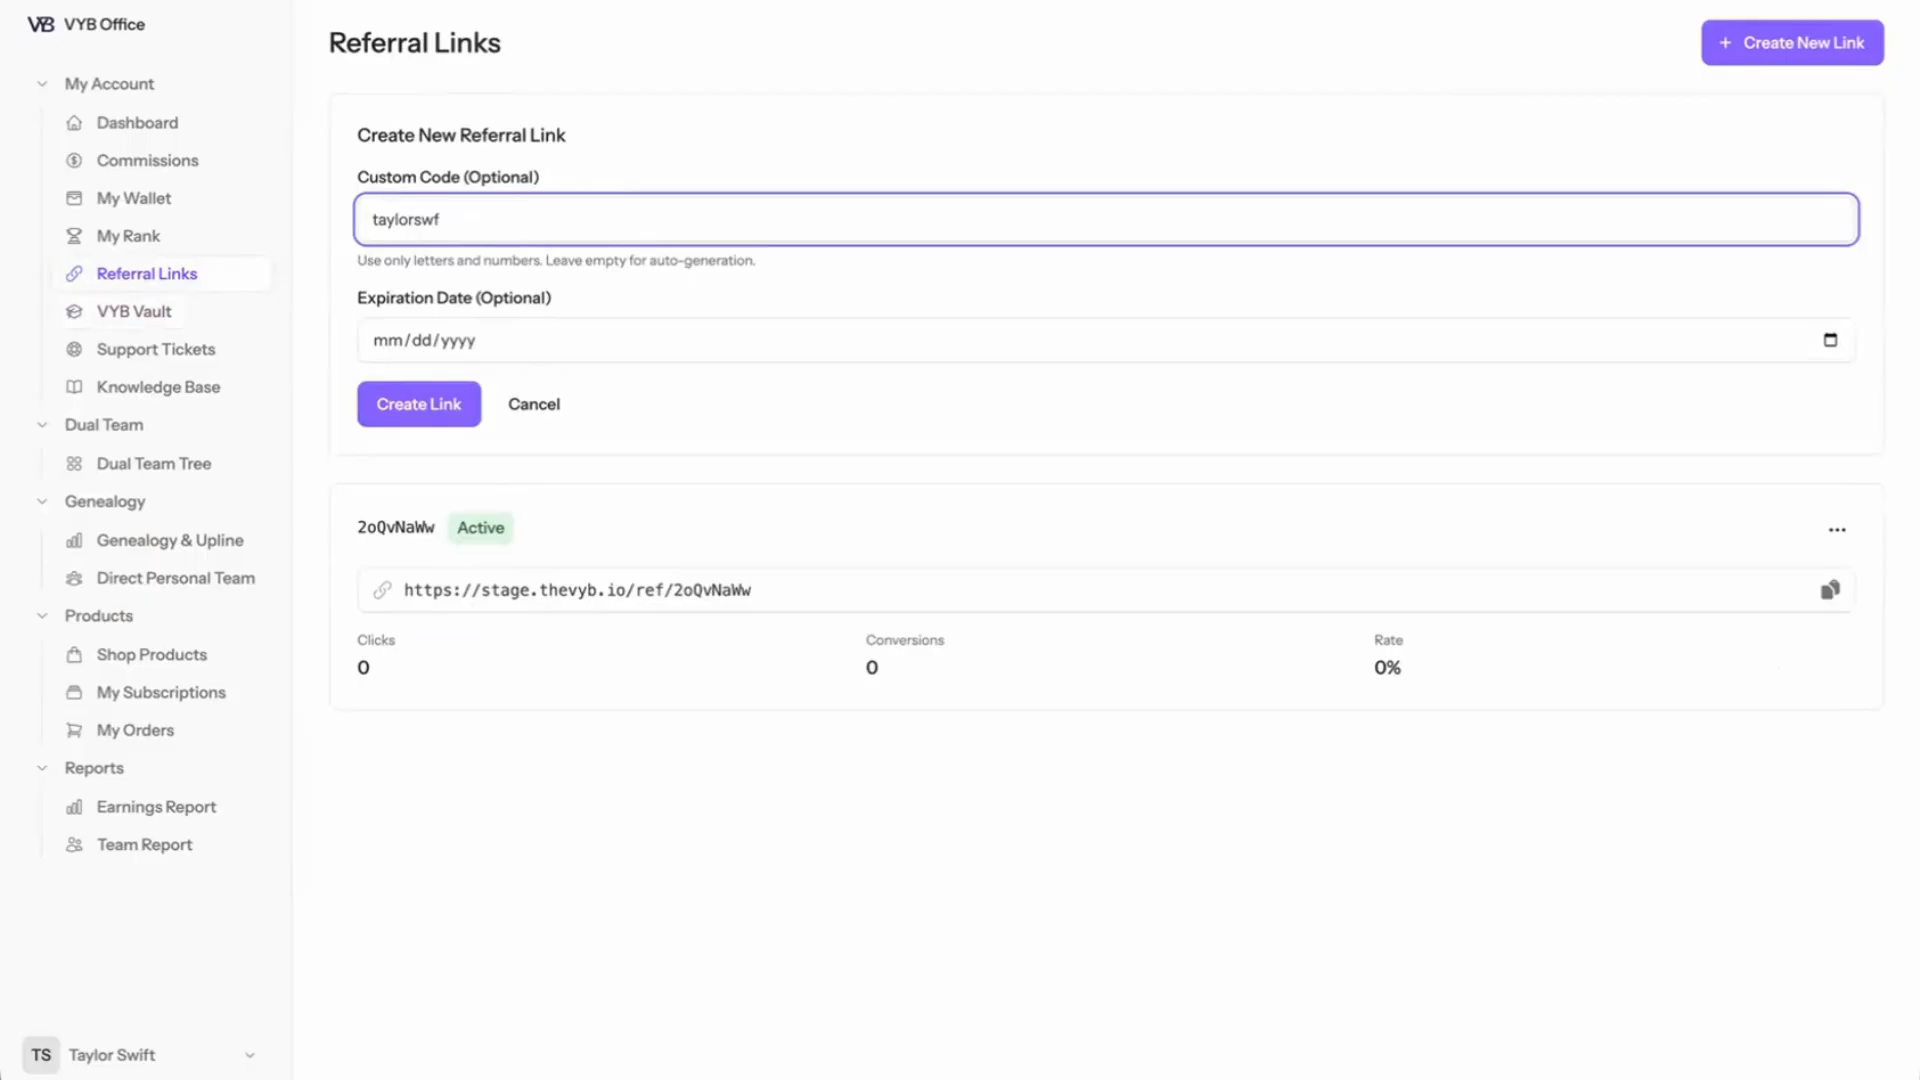 VYB VYB Office
My Account
Dashboard
Commissions
My Wallet
My Rank
Referral Links
VYB Vault
Support Tickets
Knowledge Base
Dual Team
Dual Team Tree
Genealogy
Genealogy & Upline
Direct Personal Team
Products
Shop Products
My Subscriptions
My Orders
Reports
Earnings Report
Team Report
TS Taylor Swift
Referral Links
+ Create New Link
Create New Referral Link
Custom Code (Optional)
taylorswf
Use only letters and numbers. Leave empty for auto-generation.
Expiration Date (Optional)
mm/dd/yyyy
Create Link Cancel
2oQvNaWw Active
https://stage.thevyb.io/ref/2oQvNaWw
Clicks Conversions Rate
0 0 0%